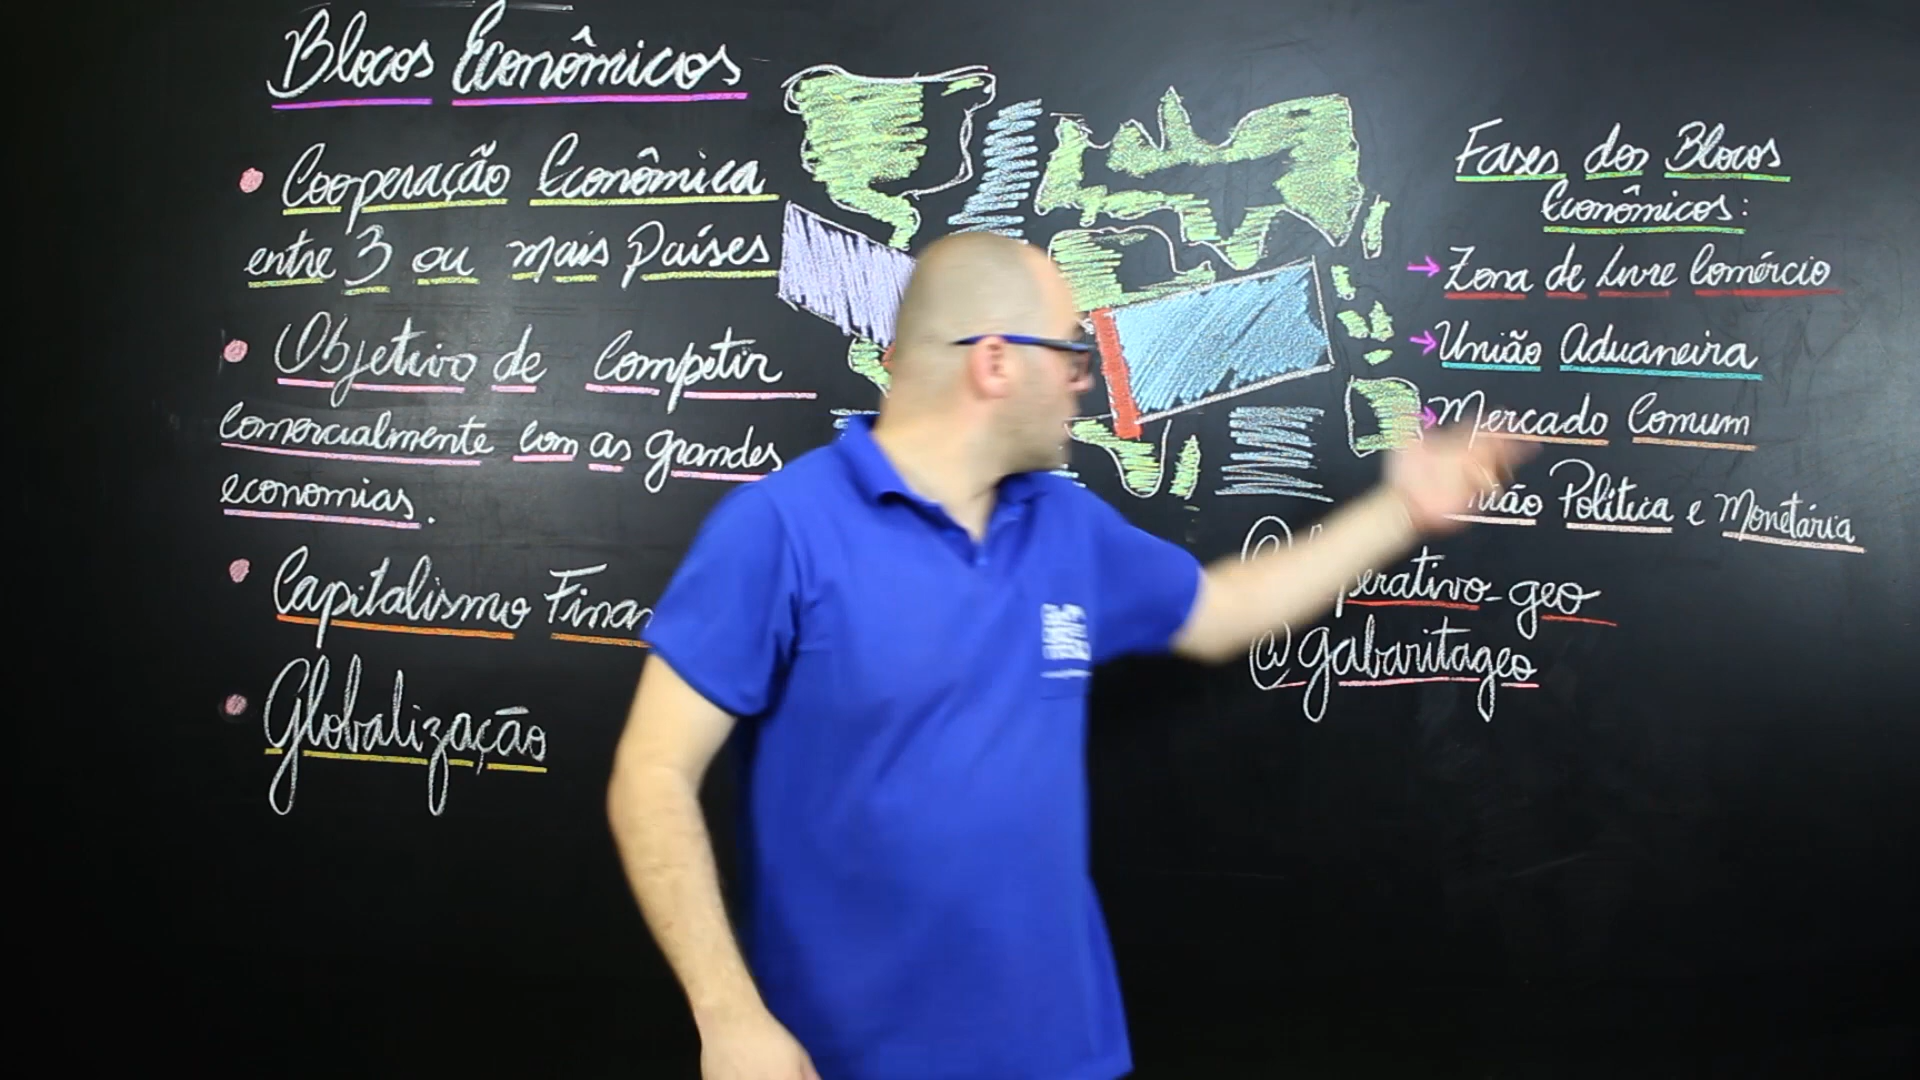 Blocos Econômicos
Cooperação Econômica
entre 3 ou mais países
Objetivo de competir
comercialmente com as grandes
economias.
Capitalismo
Globalização
Fases dos Blocos
Econômicos:
Zona de Livre Comércio
União Aduaneira
Mercado Comum
Política e Monetária
@gabaritageo